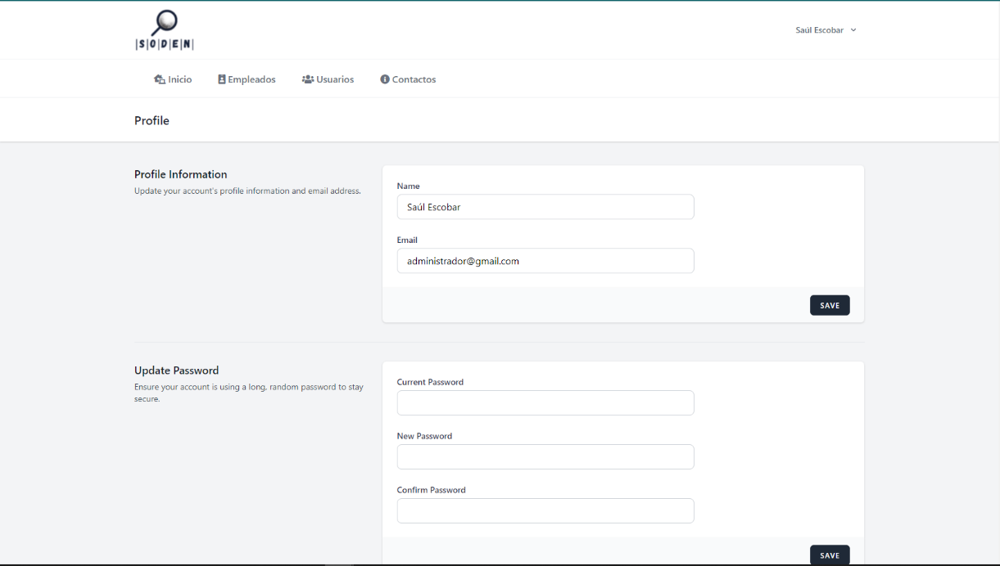 |S|O|D|E|N|
Saúl Escobar
Inicio Empleados Usuarios Contactos
Profile
Profile Information
Update your account's profile information and email address.
Name
Saúl Escobar
Email
administrador@gmail.com
SAVE
Update Password
Ensure your account is using a long, random password to stay
secure.
Current Password
New Password
Confirm Password
SAVE